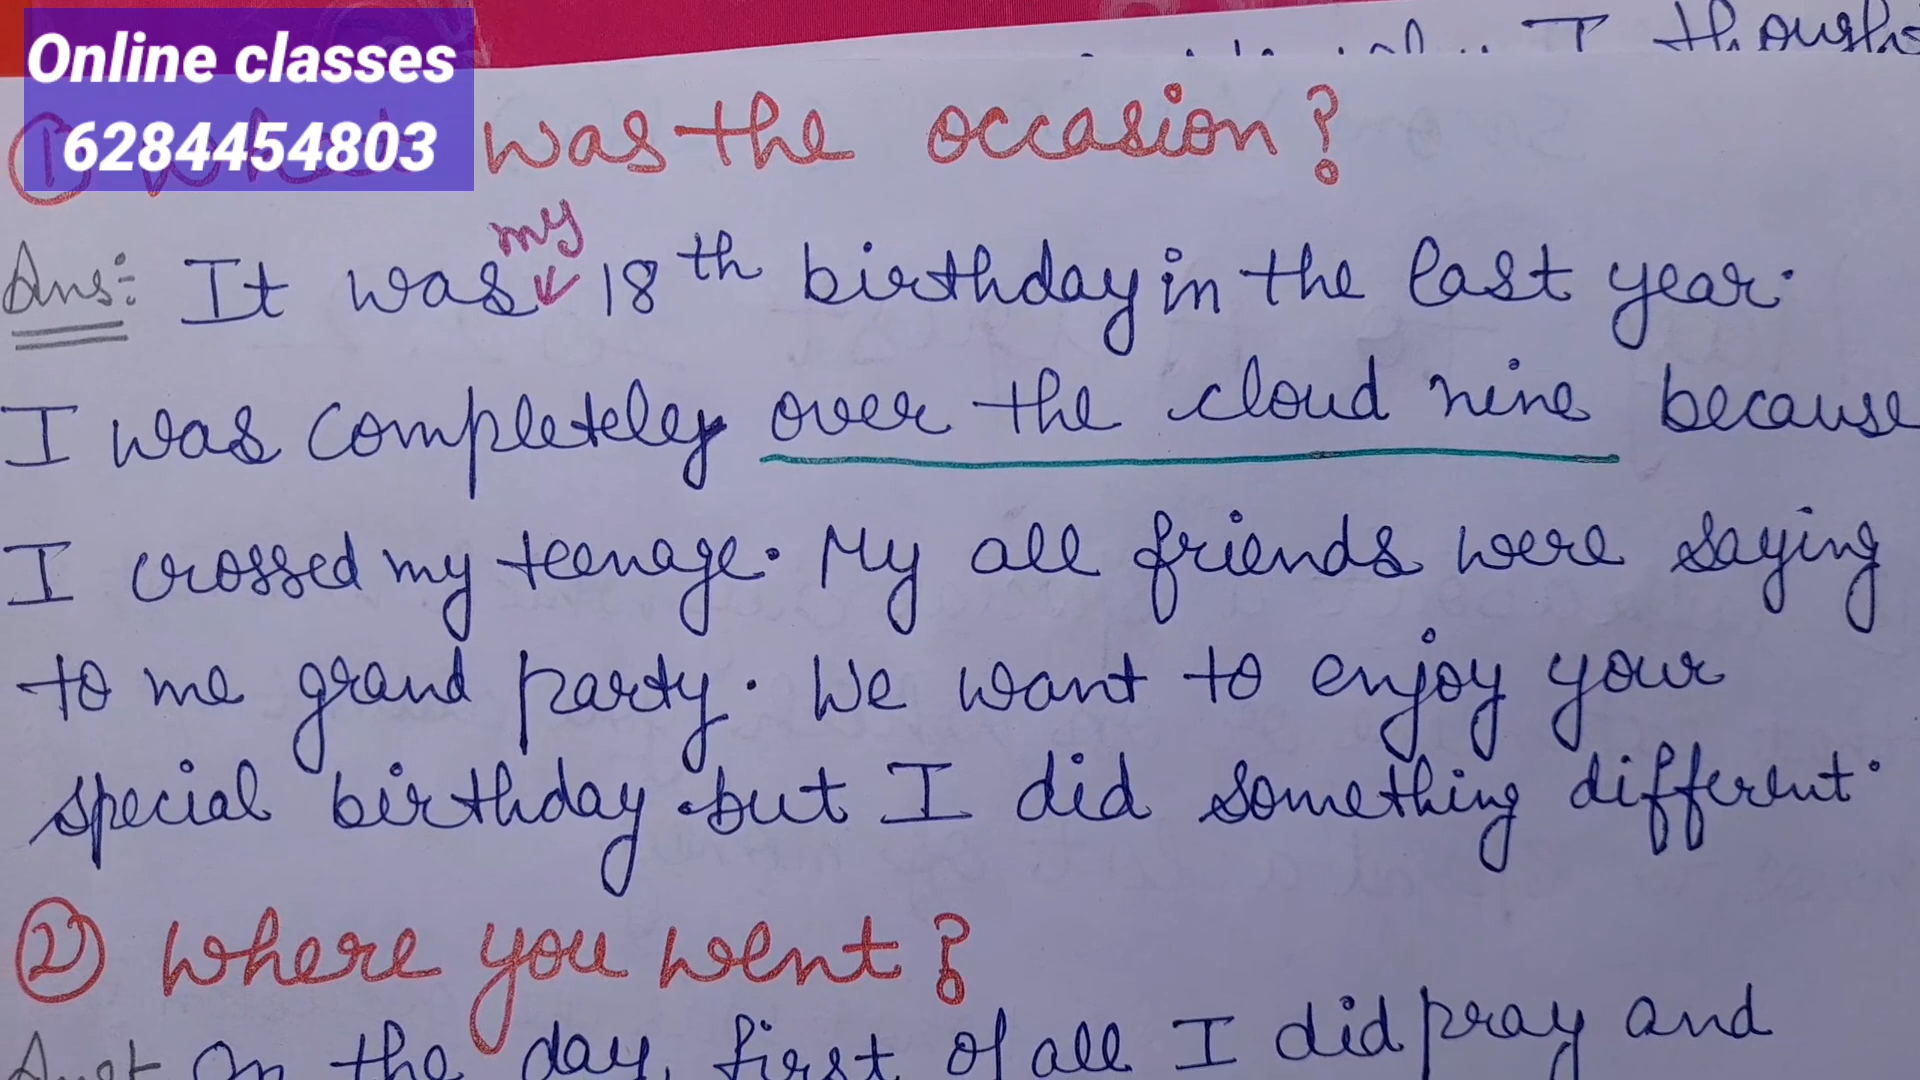 I thought
Online classes
6284454803
① What was the occasion?
my
Ans:- It was 18th birthday in the last year.
I was completely over the cloud nine because
I crossed my teenage. My all friends were saying
to me grand party. We want to enjoy your
special birthday but I did something different.
② Where you went?
On the day, first of all I did pray and